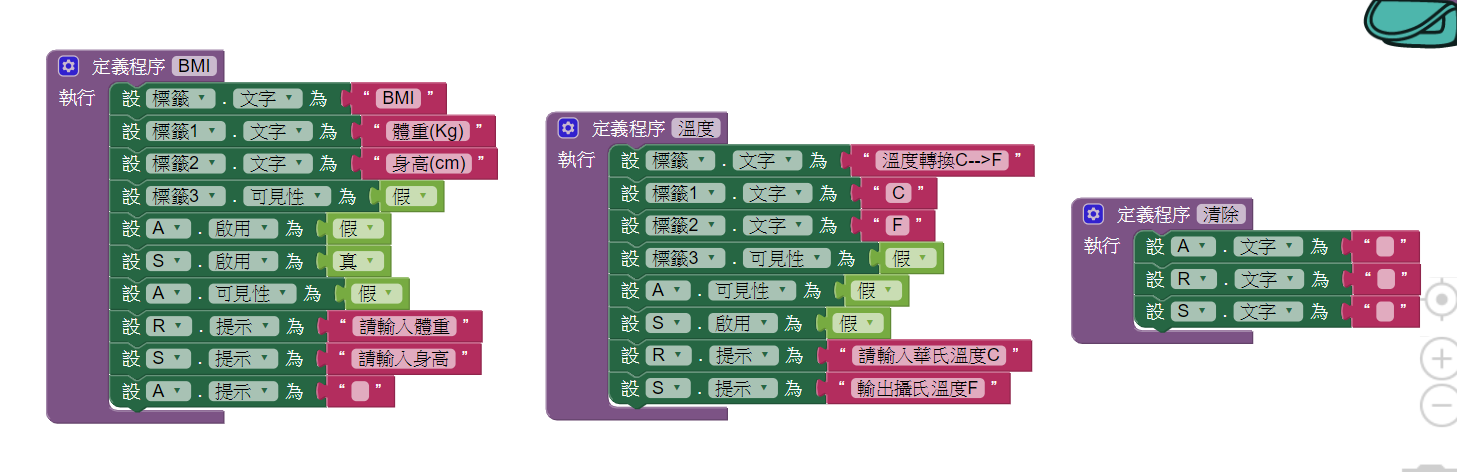 定義程序 BMI
執行 設 標籤 . 文字 為 “ BMI ”
設 標籤1 . 文字 為 “ 體重(Kg) ”
設 標籤2 . 文字 為 “ 身高(cm) ”
設 標籤3 . 可見性 為 假
設 A . 啟用 為 假
設 S . 啟用 為 真
設 A . 可見性 為 假
設 R . 提示 為 “ 請輸入體重 ”
設 S . 提示 為 “ 請輸入身高 ”
設 A . 提示 為 “ ”
定義程序 溫度
執行 設 標籤 . 文字 為 “ 溫度轉換C-->F ”
設 標籤1 . 文字 為 “ C ”
設 標籤2 . 文字 為 “ F ”
設 標籤3 . 可見性 為 假
設 A . 可見性 為 假
設 S . 啟用 為 假
設 R . 提示 為 “ 請輸入華氏溫度C ”
設 S . 提示 為 “ 輸出攝氏溫度F ”
定義程序 清除
執行 設 A . 文字 為 “ ”
設 R . 文字 為 “ ”
設 S . 文字 為 “ ”